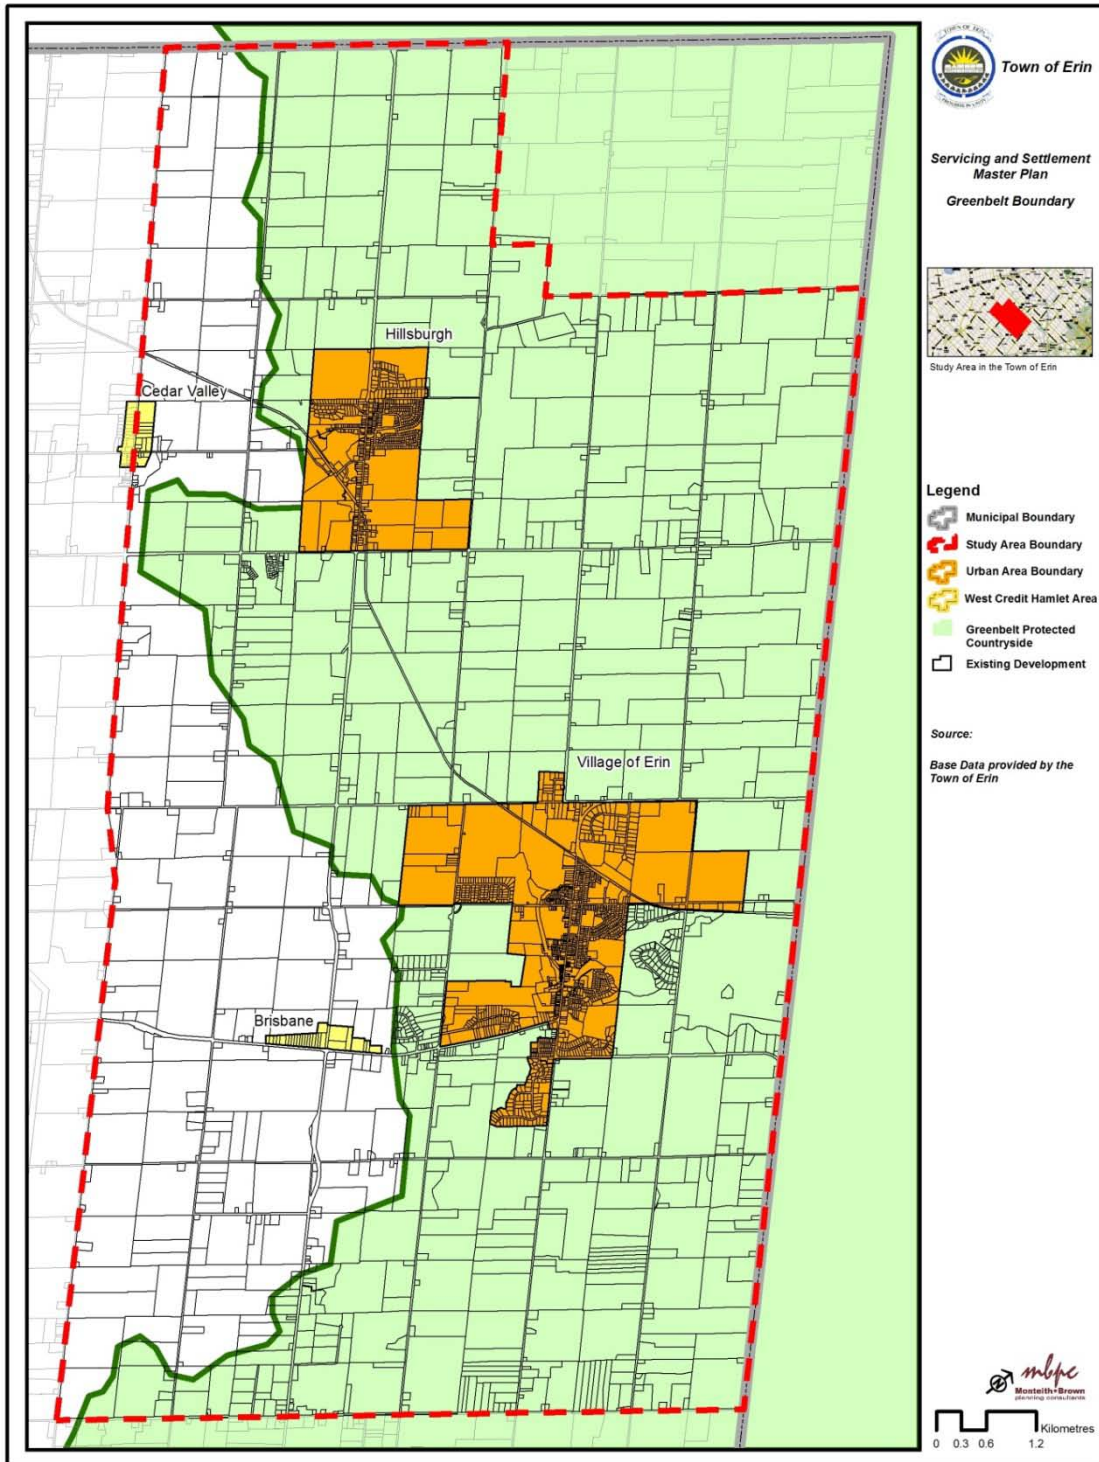 TOWN OF ERIN
Town of Erin
Servicing and Settlement
Master Plan
Greenbelt Boundary
Study Area in the Town of Erin
Hillsburgh
Cedar Valley
Village of Erin
Brisbane
Legend
Municipal Boundary
Study Area Boundary
Urban Area Boundary
West Credit Hamlet Area
Greenbelt Protected
Countryside
Existing Development
Source:
Base Data provided by the
Town of Erin
mbpc
Monteith•Brown
planning consultants
Kilometres
0 0.3 0.6 1.2